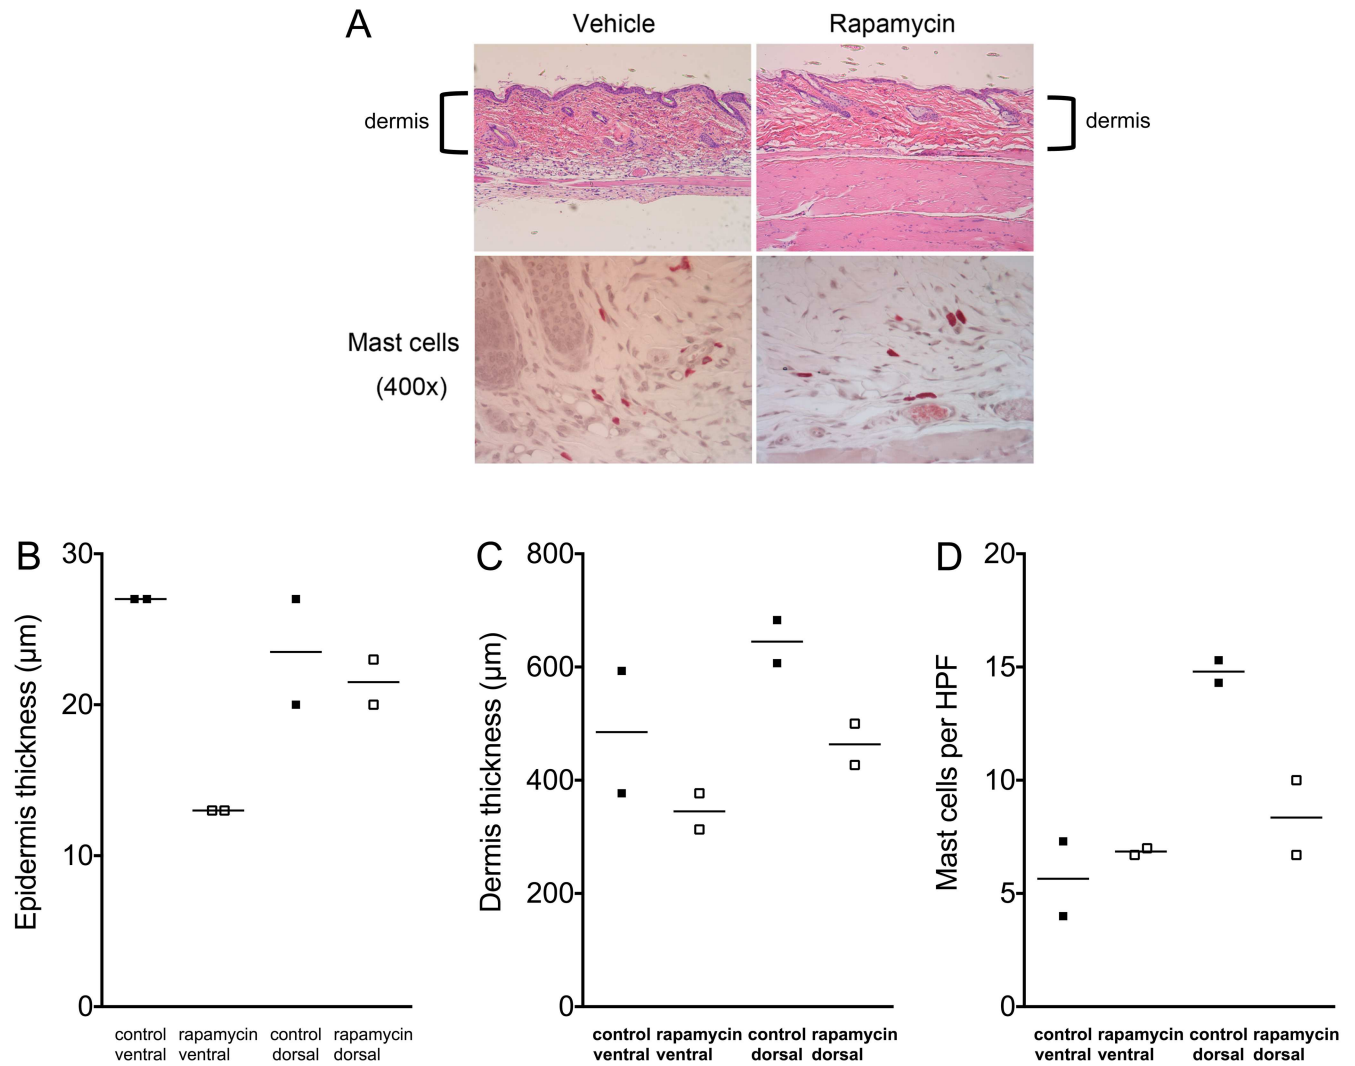 A
Vehicle
Rapamycin
dermis
dermis
Mast cells
(400x)
B
Epidermis thickness (µm)
30
20
10
0
control
ventral
rapamycin
ventral
control
dorsal
rapamycin
dorsal
C
Dermis thickness (µm)
800
600
400
200
0
control
ventral
rapamycin
ventral
control
dorsal
rapamycin
dorsal
D
Mast cells per HPF
20
15
10
5
0
control
ventral
rapamycin
ventral
control
dorsal
rapamycin
dorsal